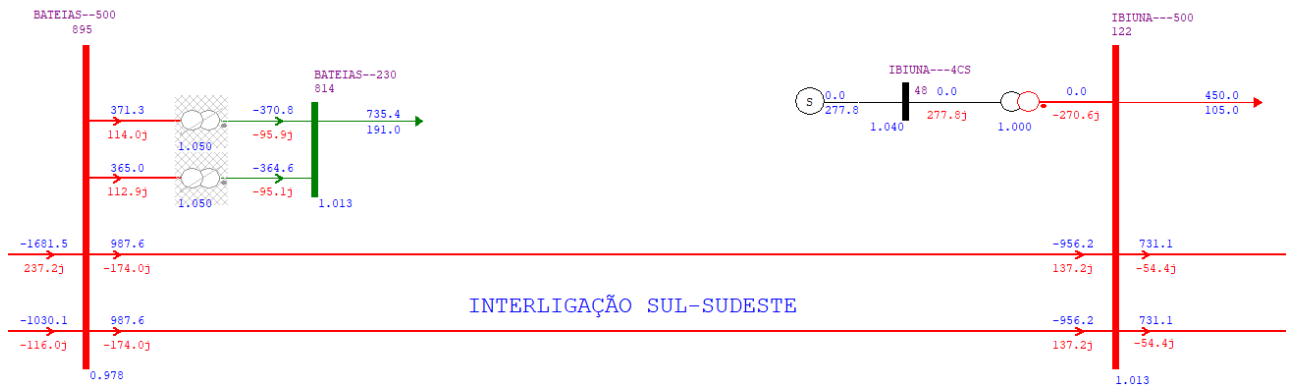 BATEIAS--500
895
IBIUNA---500
122
BATEIAS--230
814
IBIUNA---4CS
371.3
114.0j
1.050
-370.8
-95.9j
735.4
191.0
S
0.0
277.8
48
1.040
0.0
277.8j
1.000
0.0
-270.6j
450.0
105.0
365.0
112.9j
1.050
-364.6
-95.1j
1.013
-1681.5
237.2j
987.6
-174.0j
-956.2
137.2j
731.1
-54.4j
INTERLIGAÇÃO SUL-SUDESTE
-1030.1
-116.0j
987.6
-174.0j
-956.2
137.2j
731.1
-54.4j
0.978
1.013